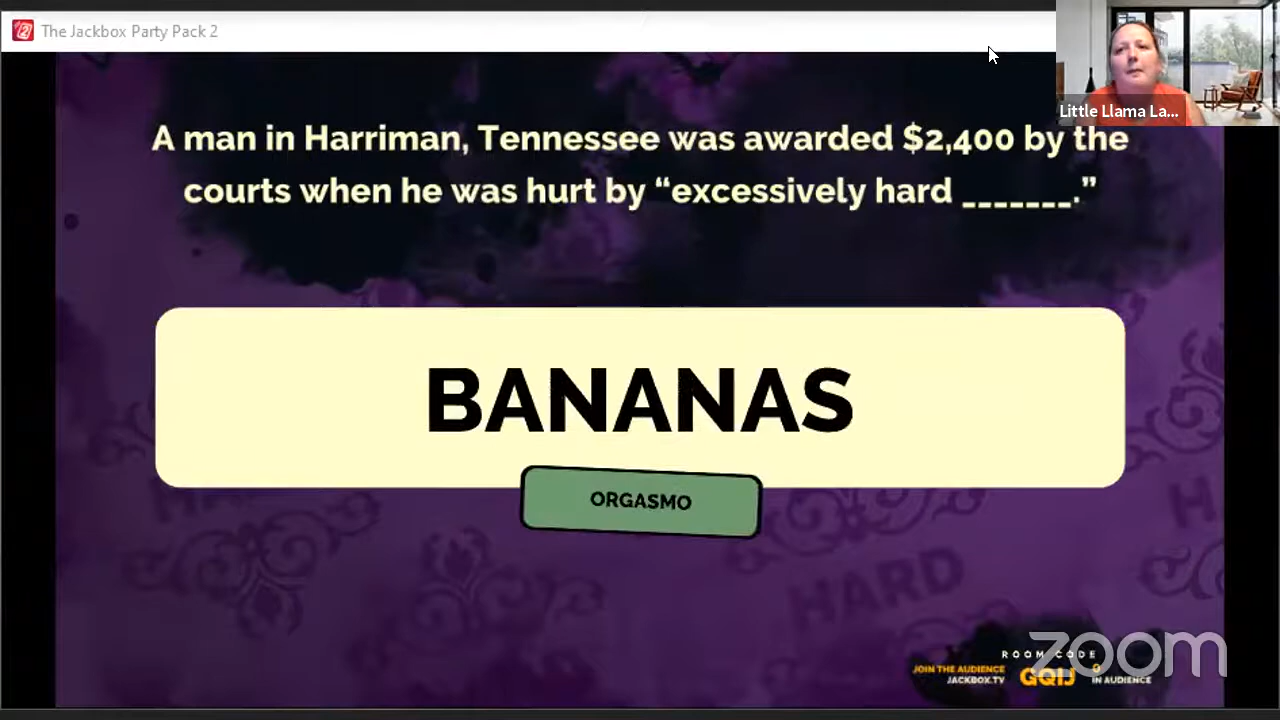 The Jackbox Party Pack 2
Little Llama La...
A man in Harriman, Tennessee was awarded $2,400 by the
courts when he was hurt by “excessively hard _______.”
BANANAS
ORGASMO
HARD
ROOM CODE
zoom
JOIN THE AUDIENCE
JACKBOX.TV
GQIJ
0
IN AUDIENCE